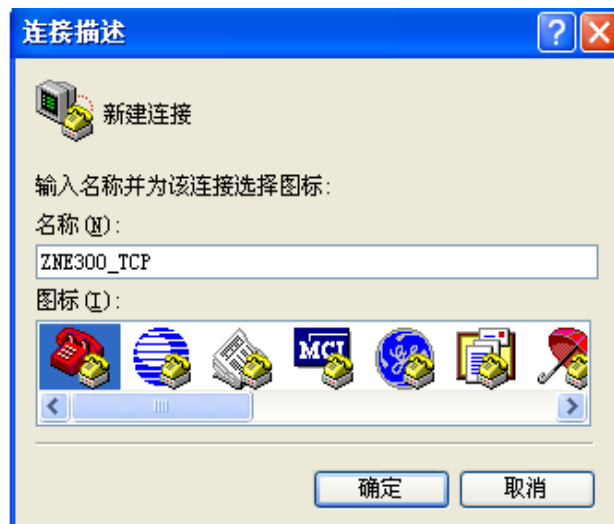 连接描述
新建连接
输入名称并为该连接选择图标:
名称(N):
ZNE300_TCP
图标(I):
MCI
确定
取消